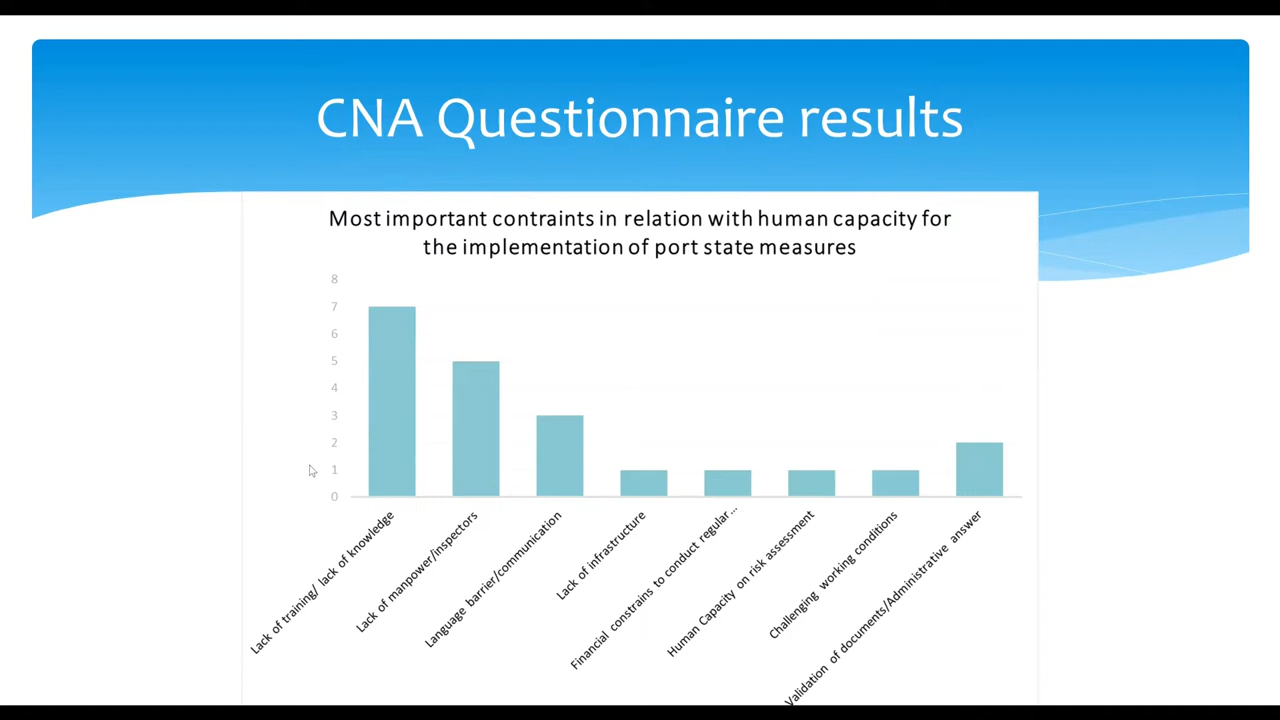 CNA Questionnaire results
Most important contraints in relation with human capacity for
the implementation of port state measures
8
7
6
5
4
3
2
1
0
Lack of training/ lack of knowledge
Lack of manpower/inspectors
Language barrier/communication
Lack of infrastructure
Financial constrains to conduct regular…
Human Capacity on risk assessment
Challenging working conditions
Validation of documents/Administrative answer